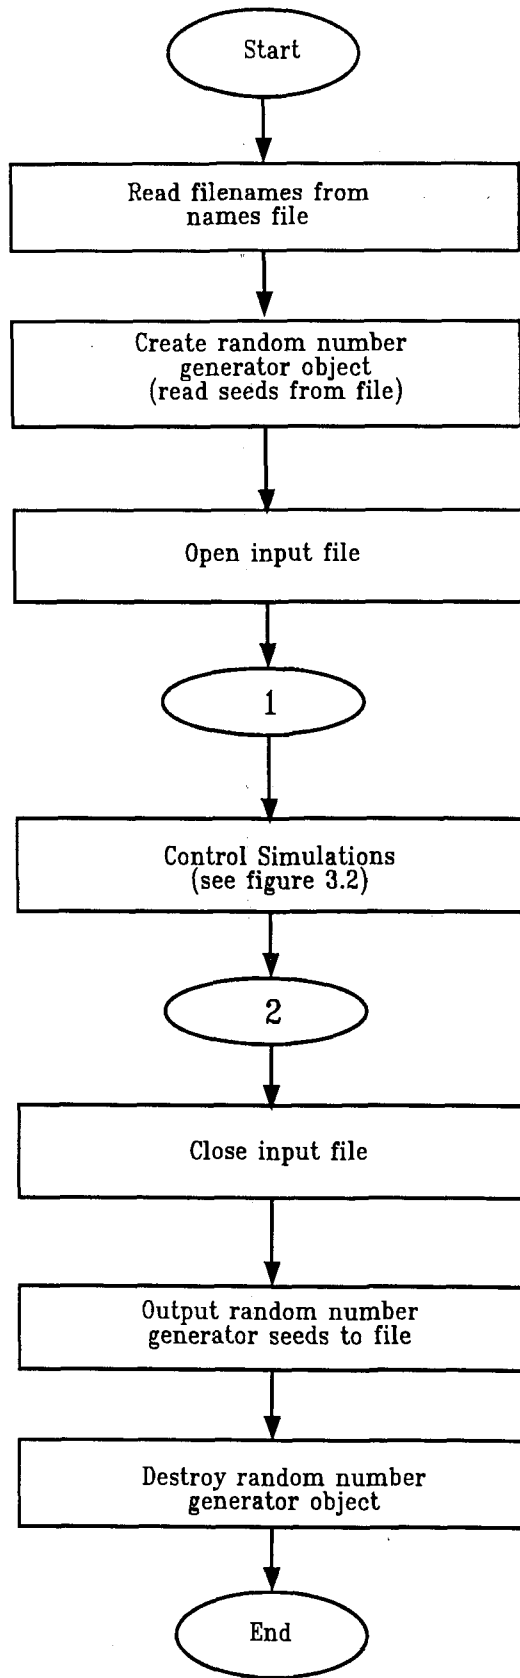 Start
Read filenames from
names file
Create random number
generator object
(read seeds from file)
Open input file
1
Control Simulations
(see figure 3.2)
2
Close input file
Output random number
generator seeds to file
Destroy random number
generator object
End